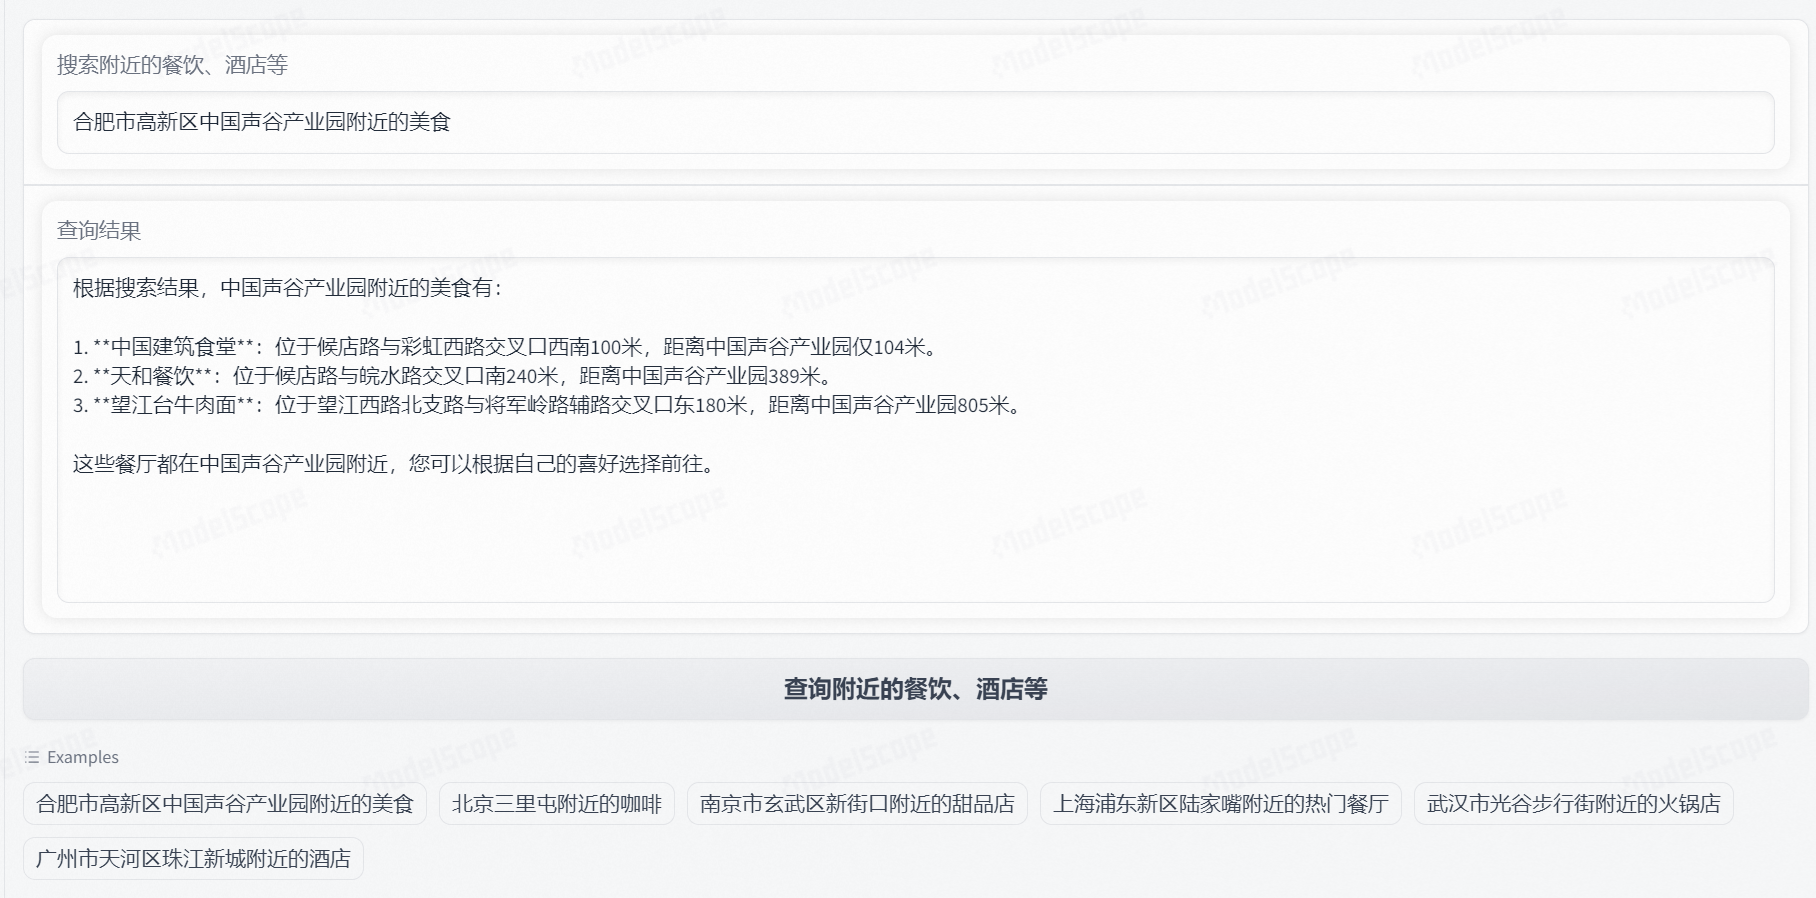 搜索附近的餐饮、酒店等
合肥市高新区中国声谷产业园附近的美食
查询结果
根据搜索结果，中国声谷产业园附近的美食有：
1. **中国建筑食堂**：位于候店路与彩虹西路交叉口西南100米，距离中国声谷产业园仅104米。
2. **天和餐饮**：位于候店路与皖水路交叉口南240米，距离中国声谷产业园389米。
3. **望江台牛肉面**：位于望江西路北支路与将军岭路辅路交叉口东180米，距离中国声谷产业园805米。
这些餐厅都在中国声谷产业园附近，您可以根据自己的喜好选择前往。
查询附近的餐饮、酒店等
Examples
合肥市高新区中国声谷产业园附近的美食 北京三里屯附近的咖啡 南京市玄武区新街口附近的甜品店 上海浦东新区陆家嘴附近的热门餐厅 武汉市光谷步行街附近的火锅店
广州市天河区珠江新城附近的酒店
ModelScope